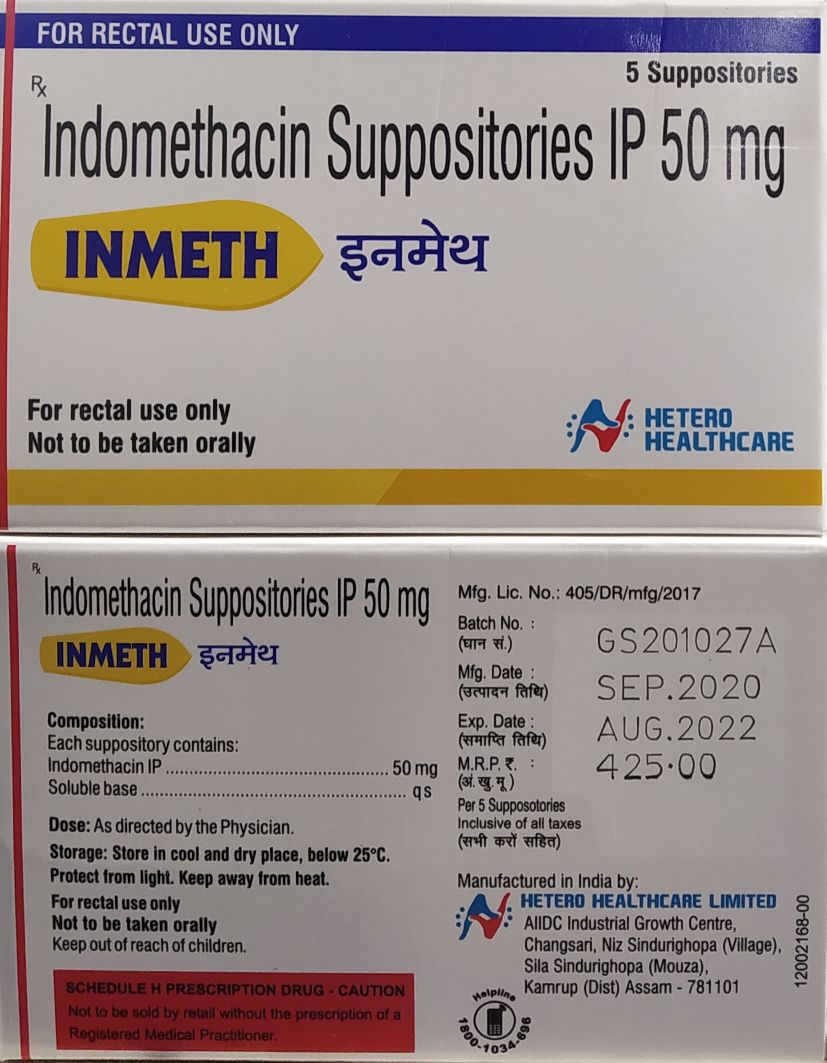 FOR RECTAL USE ONLY
5 Suppositories
Rx
Indomethacin Suppositories IP 50 mg
INMETH इनमेथ
For rectal use only
Not to be taken orally
HETERO
HEALTHCARE
Rx
Indomethacin Suppositories IP 50 mg
INMETH इनमेथ
Composition:
Each suppository contains:
Indomethacin IP ........................................ 50 mg
Soluble base ............................................... q s
Dose: As directed by the Physician.
Storage: Store in cool and dry place, below 25°C.
Protect from light. Keep away from heat.
For rectal use only
Not to be taken orally
Keep out of reach of children.
SCHEDULE H PRESCRIPTION DRUG - CAUTION
Not to be sold by retail without the prescription of a
Registered Medical Practitioner.
Mfg. Lic. No.: 405/DR/mfg/2017
Batch No. :
(घान सं.)
GS201027A
Mfg. Date :
(उत्पादन तिथि)
SEP.2020
Exp. Date :
(समाप्ति तिथि)
AUG.2022
M.R.P. ₹. :
(अं.खु.मू.)
425.00
Per 5 Supposotories
Inclusive of all taxes
(सभी करों सहित)
Manufactured in India by:
HETERO HEALTHCARE LIMITED
AIIDC Industrial Growth Centre,
Changsari, Niz Sindurighopa (Village),
Sila Sindurighopa (Mouza),
Kamrup (Dist) Assam - 781101
Helpline
1800-1034-696
12002168-00